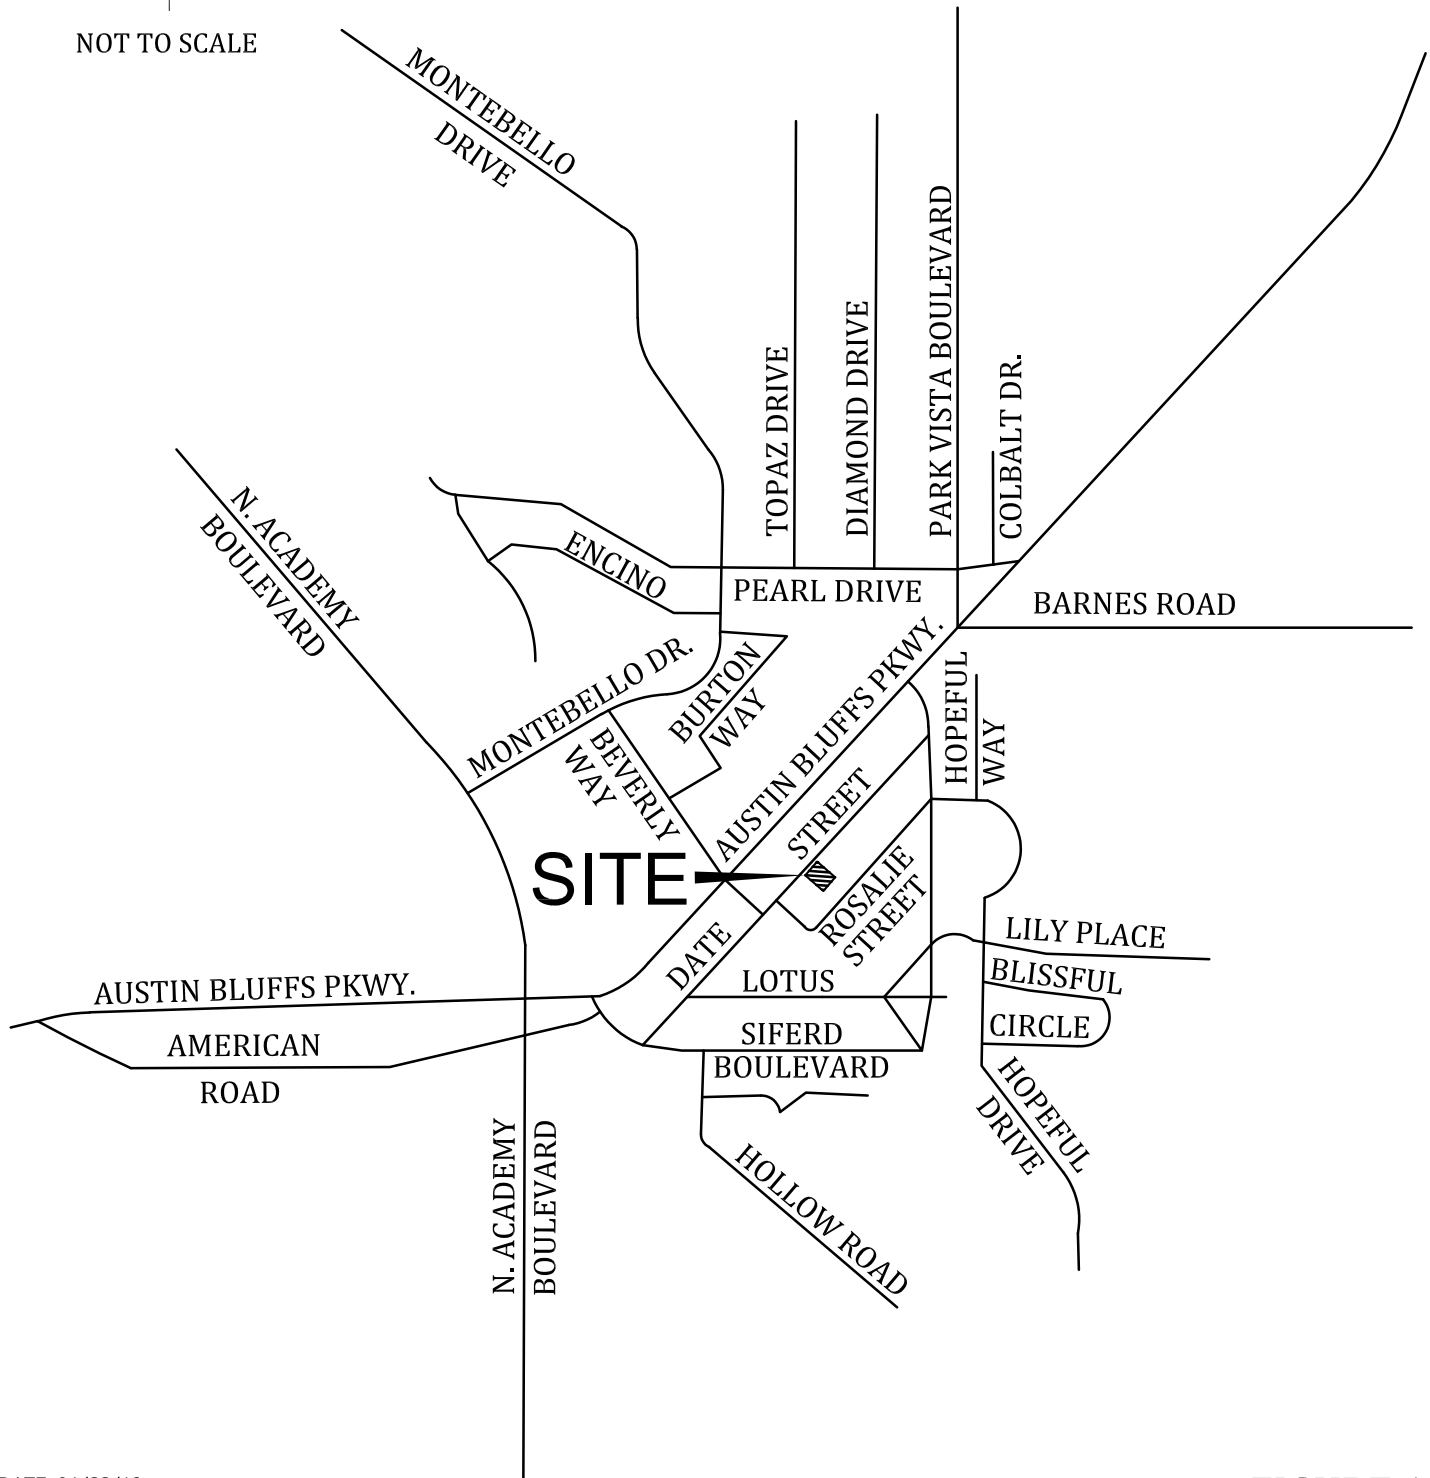 NOT TO SCALE
MONTEBELLO
DRIVE
TOPAZ DRIVE
DIAMOND DRIVE
PARK VISTA BOULEVARD
COLBALT DR.
N. ACADEMY
BOULEVARD
ENCINO
PEARL DRIVE
BARNES ROAD
MONTEBELLO DR.
BURTON
WAY
AUSTIN BLUFFS PKWY.
HOPEFUL
WAY
BEVERLY
WAY
STREET
SITE
ROSALIE
STREET
DATE
LILY PLACE
BLISSFUL
CIRCLE
LOTUS
AUSTIN BLUFFS PKWY.
AMERICAN
ROAD
SIFERD
BOULEVARD
HOPEFUL
DRIVE
N. ACADEMY
BOULEVARD
HOLLOW ROAD